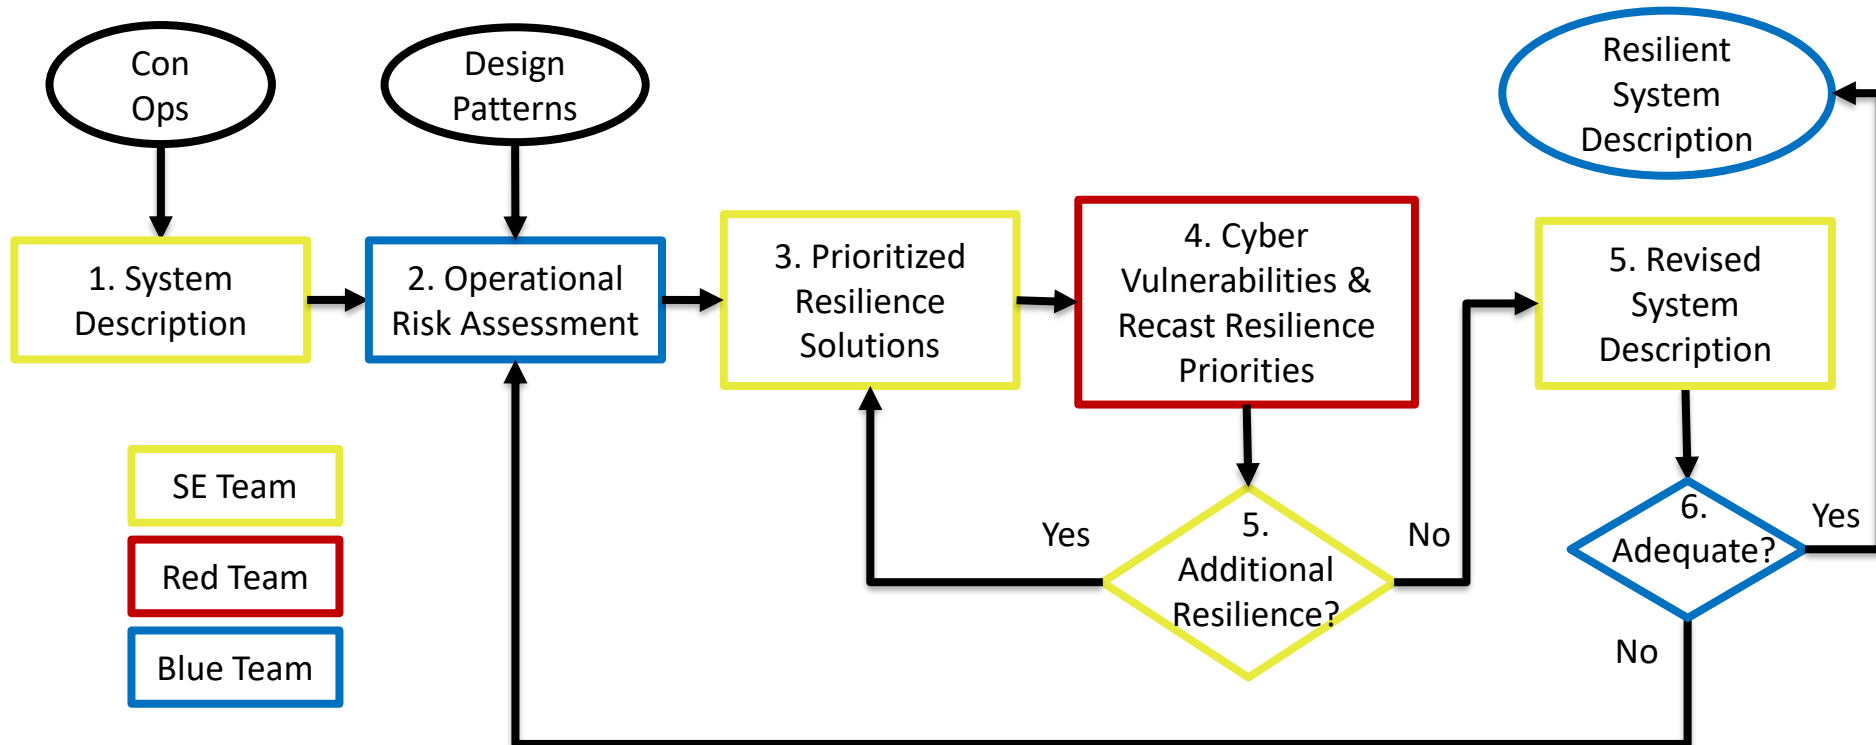 Con
Ops
Design
Patterns
Resilient
System
Description
1. System
Description
2. Operational
Risk Assessment
3. Prioritized
Resilience
Solutions
4. Cyber
Vulnerabilities &
Recast Resilience
Priorities
5. Revised
System
Description
SE Team
Red Team
Blue Team
Yes
5.
Additional
Resilience?
No
6.
Adequate?
Yes
No